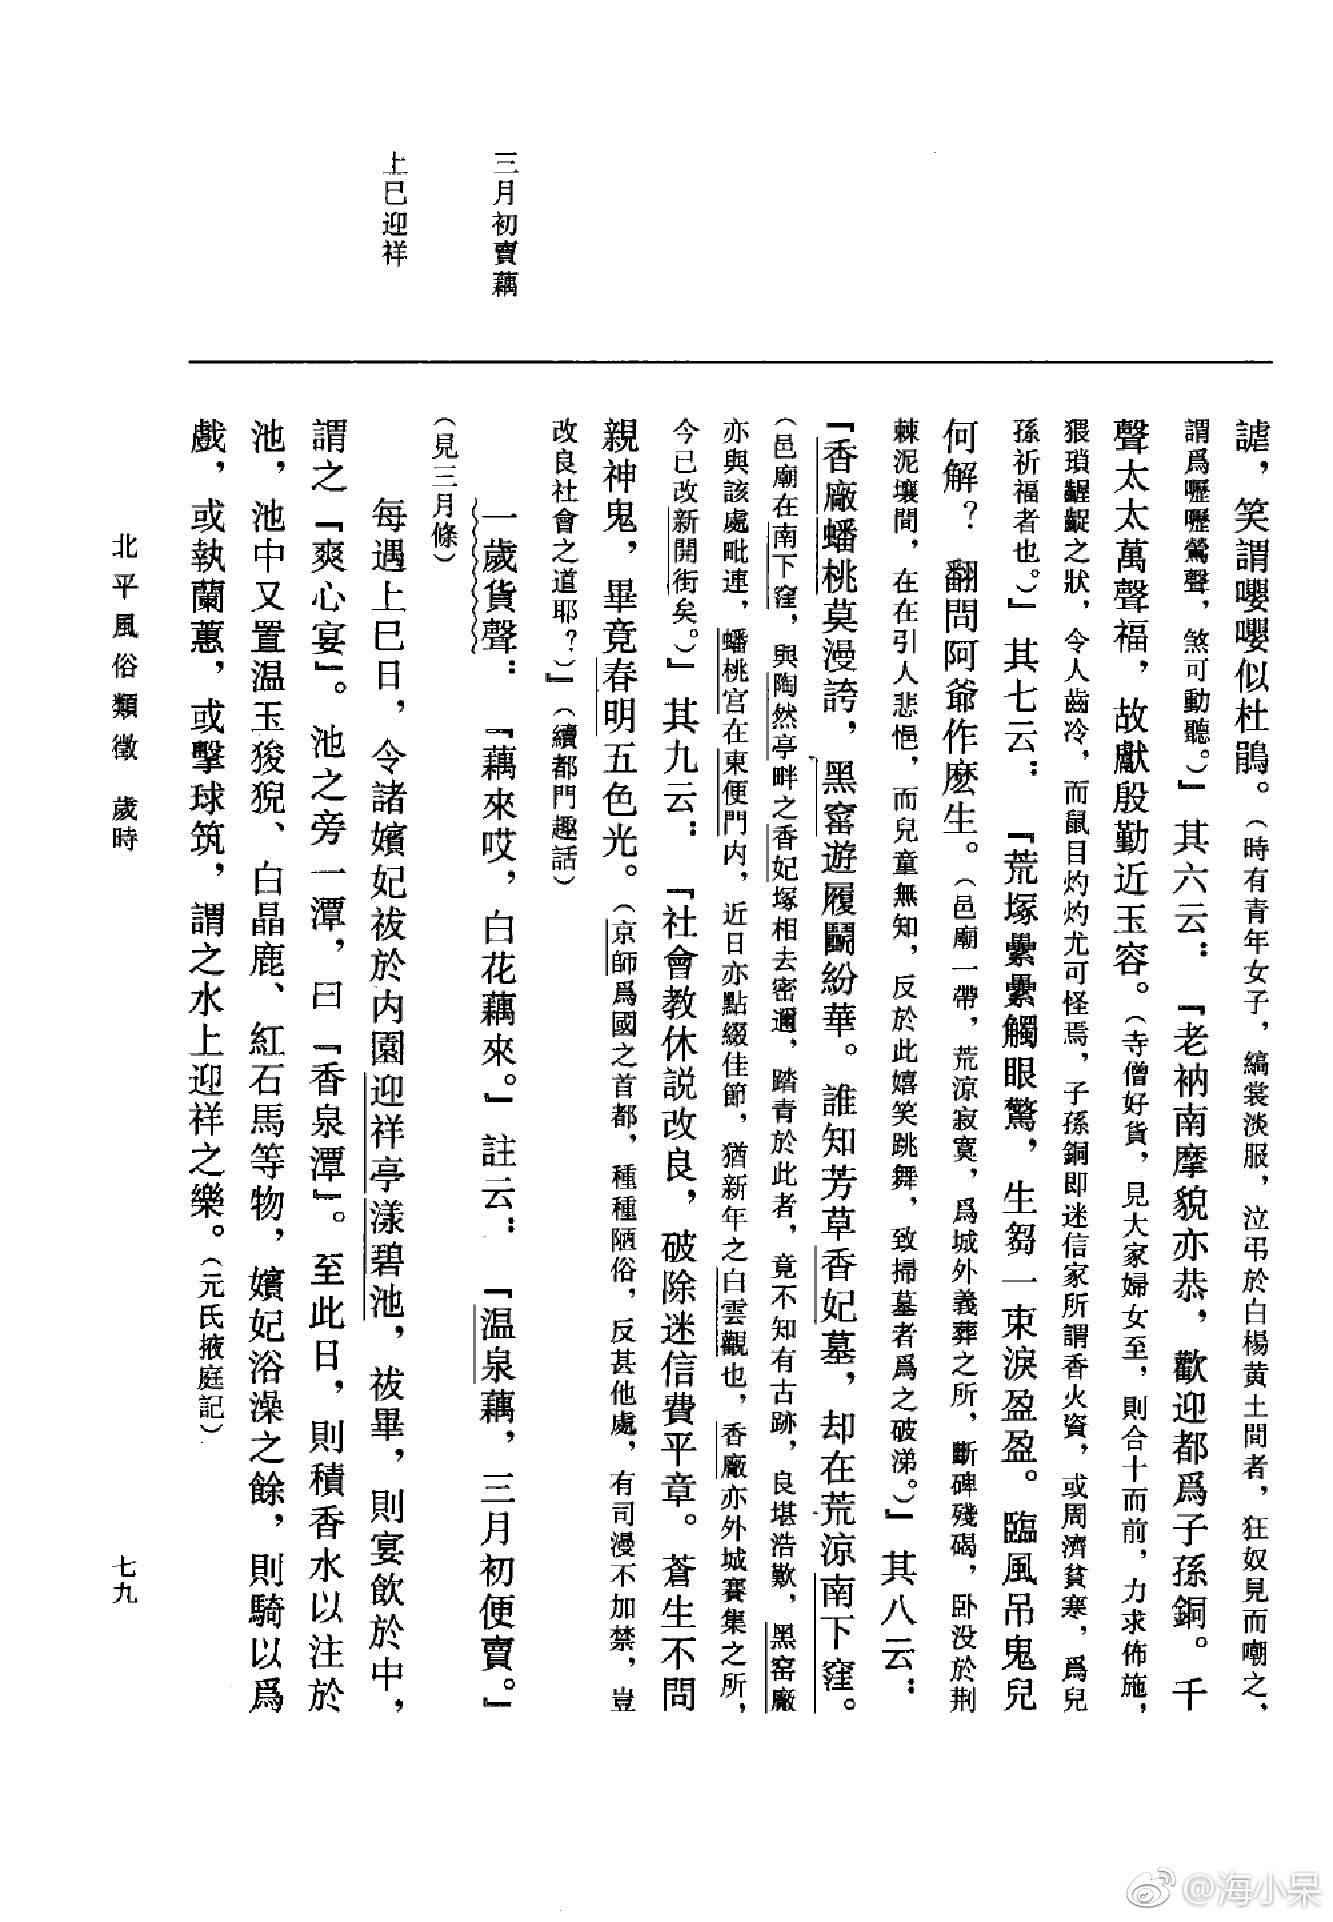 三月初賣藕
上巳迎祥
謔，笑謂嚶嚶似杜鵑。（時有青年女子，縞裳淡服，泣弔於白楊黃土間者，狂奴見而嘲之，
謂爲嚦嚦鶯聲，煞可動聽。）』其六云：『老衲南摩貌亦恭，歡迎都爲子孫銅。千
聲太太萬聲福，故獻殷勤近玉容。（寺僧好貨，見大家婦女至，則合十而前，力求佈施，
猥瑣齷齪之狀，令人齒冷，而鼠目灼灼尤可怪焉，子孫銅即迷信家所謂香火資，或周濟貧寒，爲兒
孫祈福者也。）』其七云：『荒塚纍纍觸眼驚，生芻一束淚盈盈。臨風吊鬼兒
何解？翻問阿爺作麽生。（邑廟一帶，荒涼寂寞，爲城外義葬之所，斷碑殘碣，卧没於荆
棘泥壤間，在在引人悲悒，而兒童無知，反於此嬉笑跳舞，致掃墓者爲之破涕。）』其八云：
『香廠蟠桃莫漫誇，黑窰遊履鬭紛華。誰知芳草香妃墓，却在荒涼南下窪。
（邑廟在南下窪，與陶然亭畔之香妃塚相去密邇，踏青於此者，竟不知有古跡，良堪浩歎，黑窑廠
亦與該處毗連，蟠桃宮在東便門内，近日亦點綴佳節，猶新年之白雲觀也，香廠亦外城賽集之所，
今已改新開街矣。）』其九云：『社會教休説改良，破除迷信費平章。蒼生不問
親神鬼，畢竟春明五色光。（京師爲國之首都，種種陋俗，反甚他處，有司漫不加禁，豈
改良社會之道耶？）』（續都門趣話）
一歲貨聲：『藕來哎，白花藕來。』註云：『温泉藕，三月初便賣。』
（見三月條）
每遇上巳日，令諸嬪妃祓於内園迎祥亭漾碧池，祓畢，則宴飲於中，
謂之『爽心宴』。池之旁一潭，曰『香泉潭』。至此日，則積香水以注於
池，池中又置温玉狻猊、白晶鹿、紅石馬等物，嬪妃浴澡之餘，則騎以爲
戲，或執蘭蕙，或擊球筑，謂之水上迎祥之樂。（元氏掖庭記）
北平風俗類徵　歲時
七九
@海小呆